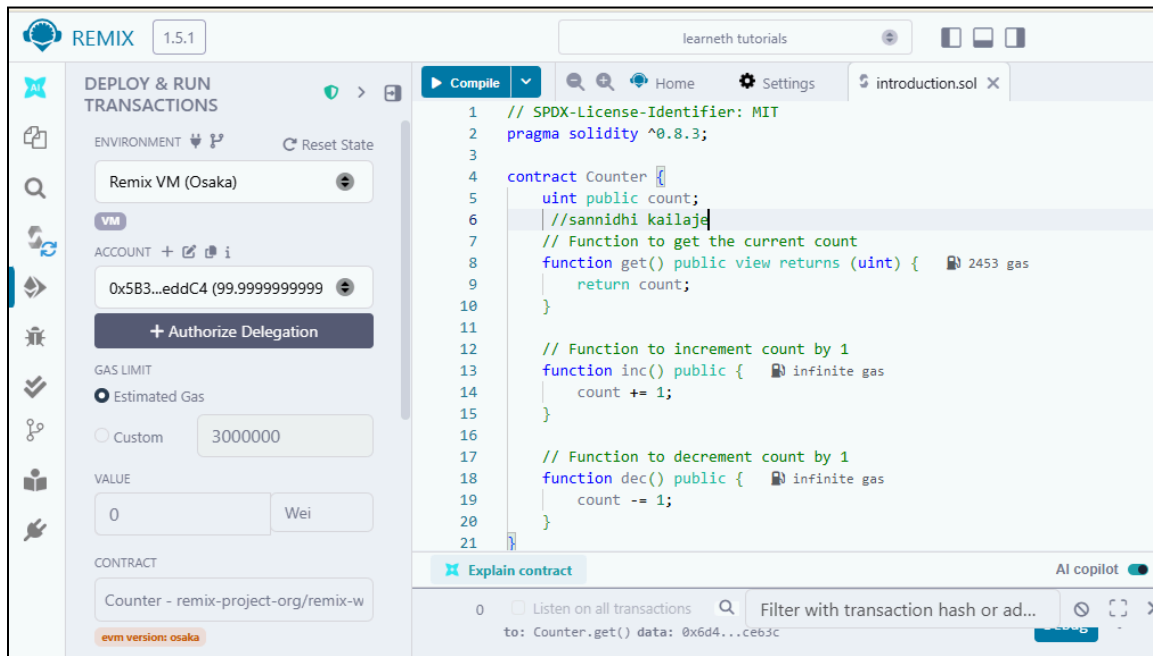 REMIX 1.5.1 learneth tutorials
DEPLOY & RUN
TRANSACTIONS
ENVIRONMENT Reset State
Remix VM (Osaka)
VM
ACCOUNT
0x5B3...eddC4 (99.9999999999
+ Authorize Delegation
GAS LIMIT
Estimated Gas
Custom 3000000
VALUE
0 Wei
CONTRACT
Counter - remix-project-org/remix-w
evm version: osaka
Compile Home Settings introduction.sol
1 // SPDX-License-Identifier: MIT
2 pragma solidity ^0.8.3;
3
4 contract Counter {
5 uint public count;
6 //sannidhi kailaje
7 // Function to get the current count
8 function get() public view returns (uint) { 2453 gas
9 return count;
10 }
11
12 // Function to increment count by 1
13 function inc() public { infinite gas
14 count += 1;
15 }
16
17 // Function to decrement count by 1
18 function dec() public { infinite gas
19 count -= 1;
20 }
21 }
Explain contract AI copilot
0 Listen on all transactions Filter with transaction hash or ad...
to: Counter.get() data: 0x6d4...ce63c Debug
AI